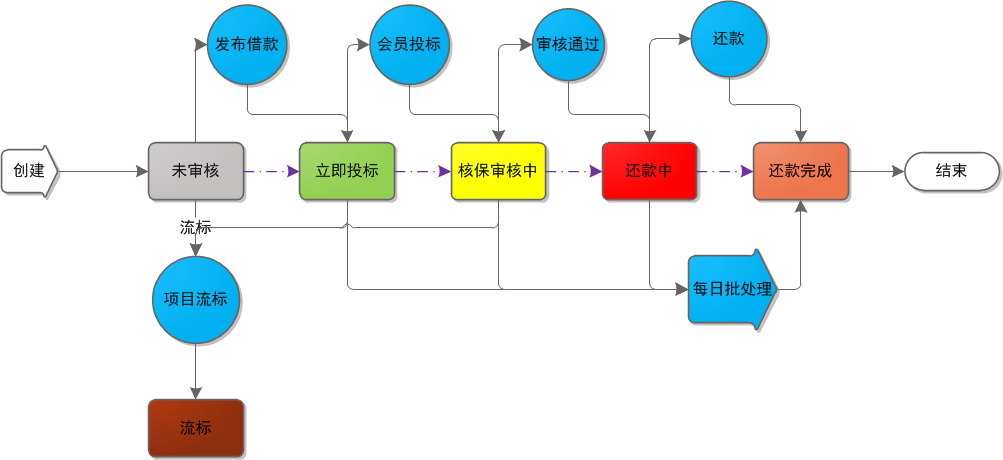 发布借款
会员投标
审核通过
还款
创建
未审核
立即投标
核保审核中
还款中
还款完成
结束
流标
项目流标
每日批处理
流标